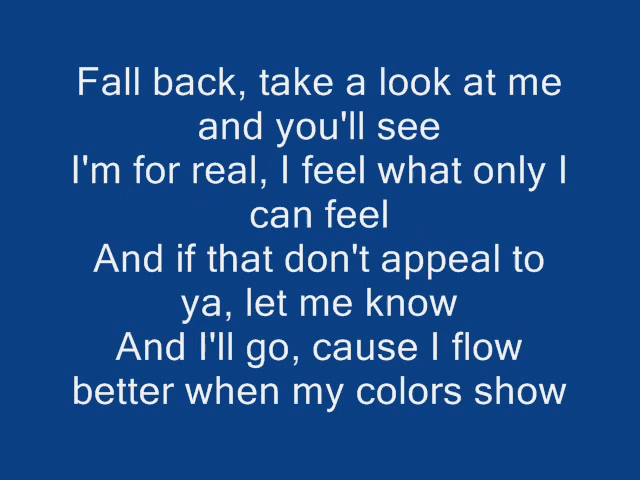 Fall back, take a look at me
and you'll see
I'm for real, I feel what only I
can feel
And if that don't appeal to
ya, let me know
And I'll go, cause I flow
better when my colors show